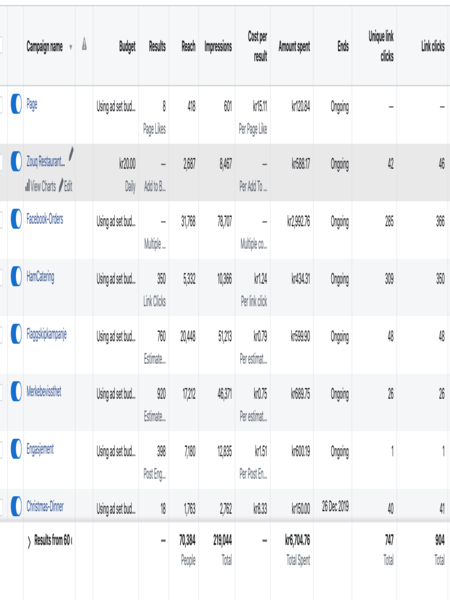 Campaign name Budget Results Reach Impressions Cost per result Amount spent Ends Unique link clicks Link clicks
Page Using ad set bud... 8 418 601 kr15.11 kr120.84 Ongoing — —
Page Likes Per Page Like
Zouq Restaurant... kr20.00 — 2,687 8,467 — kr588.17 Ongoing 42 46
View Charts Edit Daily Add to B... Per Add To ...
Facebook-Orders Using ad set bud... — 31,768 78,707 — kr2,992.76 Ongoing 265 366
Multiple ... Multiple co...
HamCatering Using ad set bud... 350 5,332 10,366 kr1.24 kr434.31 Ongoing 309 350
Link Clicks Per link click
Flaggskipkampanje Using ad set bud... 760 20,448 51,213 kr0.79 kr599.90 Ongoing 48 48
Estimate... Per estimat...
Merkebevissthet Using ad set bud... 920 17,212 46,371 kr0.75 kr689.75 Ongoing 26 26
Estimate... Per estimat...
Engasjement Using ad set bud... 398 7,180 12,835 kr1.51 kr600.19 Ongoing 1 1
Post Eng... Per Post En...
Christmas-Dinner Using ad set bud... 18 1,763 2,762 kr8.33 kr150.00 26 Dec 2019 40 41
Results from 60 — 70,384 219,044 — kr6,704.76 747 904
People Total Total Spent Total Total